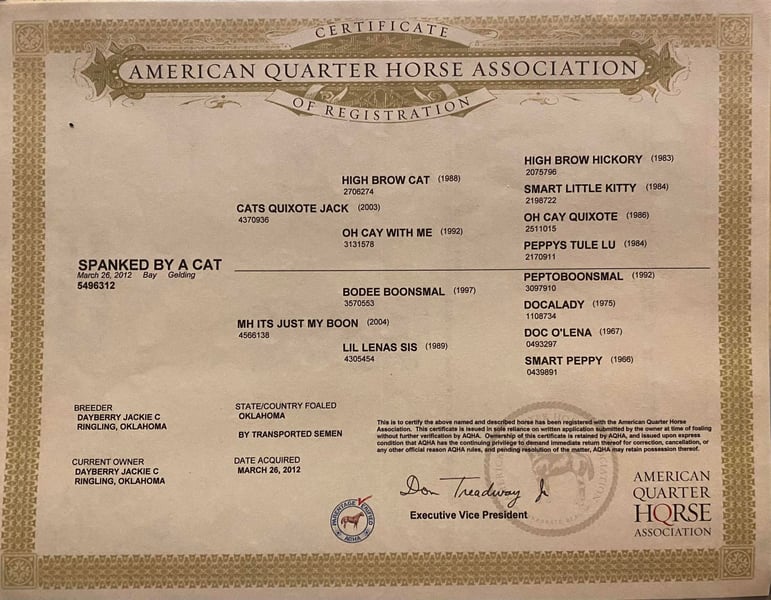 CERTIFICATE
AMERICAN QUARTER HORSE ASSOCIATION
OF REGISTRATION
HIGH BROW HICKORY (1983)
2075796
HIGH BROW CAT (1988)
2706274
SMART LITTLE KITTY (1984)
2198722
CATS QUIXOTE JACK (2003)
4370936
OH CAY QUIXOTE (1986)
2511015
OH CAY WITH ME (1992)
3131578
PEPPYS TULE LU (1984)
2170911
SPANKED BY A CAT
March 26, 2012 Bay Gelding
5496312
PEPTOBOONSMAL (1992)
3097910
BODEE BOONSMAL (1997)
3570553
DOCALADY (1975)
1108734
MH ITS JUST MY BOON (2004)
4566138
DOC O'LENA (1967)
0493297
LIL LENAS SIS (1989)
4305454
SMART PEPPY (1966)
0439891
BREEDER
DAYBERRY JACKIE C
RINGLING, OKLAHOMA
STATE/COUNTRY FOALED
OKLAHOMA
BY TRANSPORTED SEMEN
CURRENT OWNER
DAYBERRY JACKIE C
RINGLING, OKLAHOMA
DATE ACQUIRED
MARCH 26, 2012
This is to certify that the above named and described horse has been registered with the American Quarter Horse
Association. This certificate is issued in sole reliance on written application submitted by the owner at time of foaling
without further verification by AQHA. Ownership of this certificate is retained by AQHA, and issued upon express
condition that AQHA has the continuing privilege to demand immediate return thereof for correction, cancellation, or
any other official reason AQHA rules, and pending resolution of the matter, AQHA may retain possession thereof.
PARENTAGE VERIFIED
AQHA
Don Treadway Jr
Executive Vice President
AMERICAN
QUARTER
HORSE
ASSOCIATION